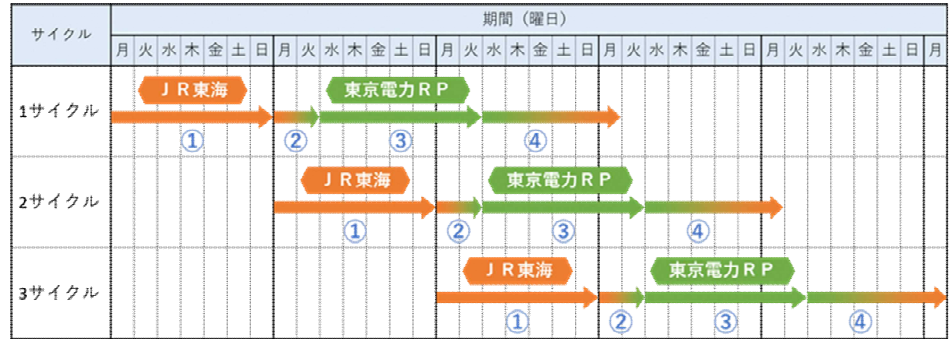 サイクル
期間（曜日）
月 火 水 木 金 土 日 月 火 水 木 金 土 日 月 火 水 木 金 土 日 月 火 水 木 金 土 日 月 火 水 木 金 土 日 月
1サイクル
ＪＲ東海 東京電力ＲＰ
① ② ③ ④
2サイクル
ＪＲ東海 東京電力ＲＰ
① ② ③ ④
3サイクル
ＪＲ東海 東京電力ＲＰ
① ② ③ ④